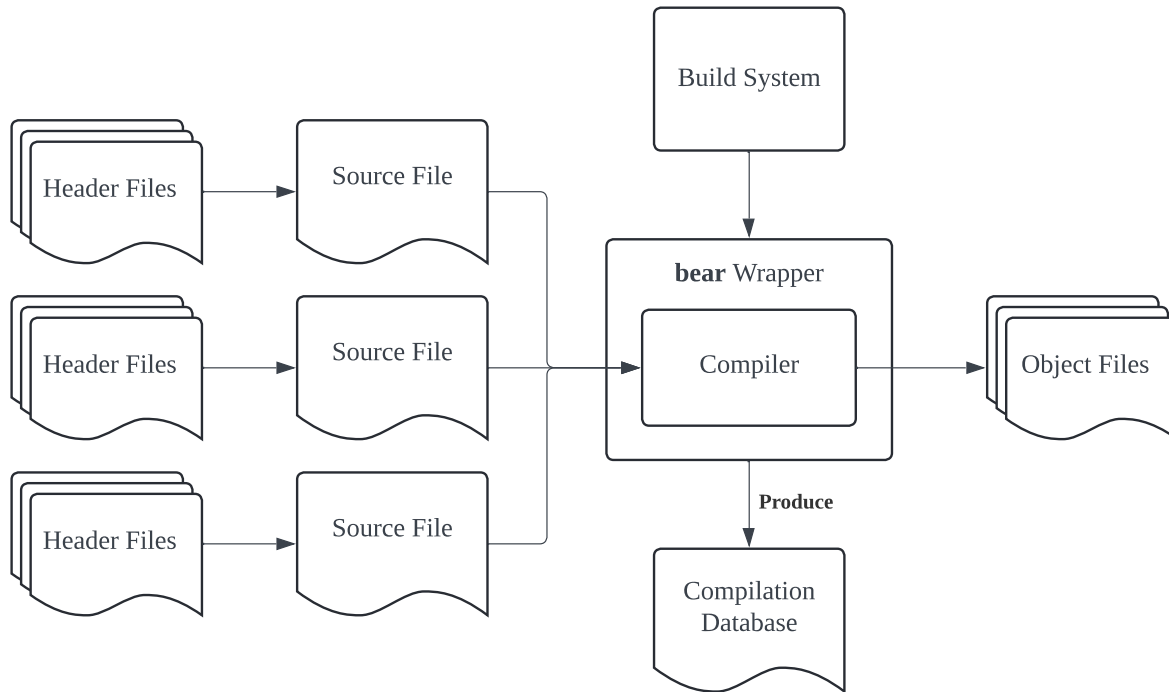 Build System
Header Files
Source File
bear Wrapper
Header Files
Source File
Compiler
Object Files
Produce
Header Files
Source File
Compilation
Database